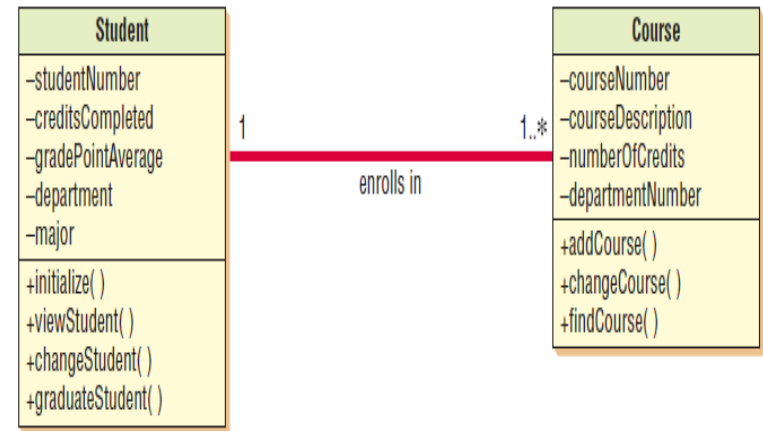 Student
–studentNumber
–creditsCompleted
–gradePointAverage
–department
–major
+initialize( )
+viewStudent( )
+changeStudent( )
+graduateStudent( )
1
1..*
enrolls in
Course
–courseNumber
–courseDescription
–numberOfCredits
–departmentNumber
+addCourse( )
+changeCourse( )
+findCourse( )